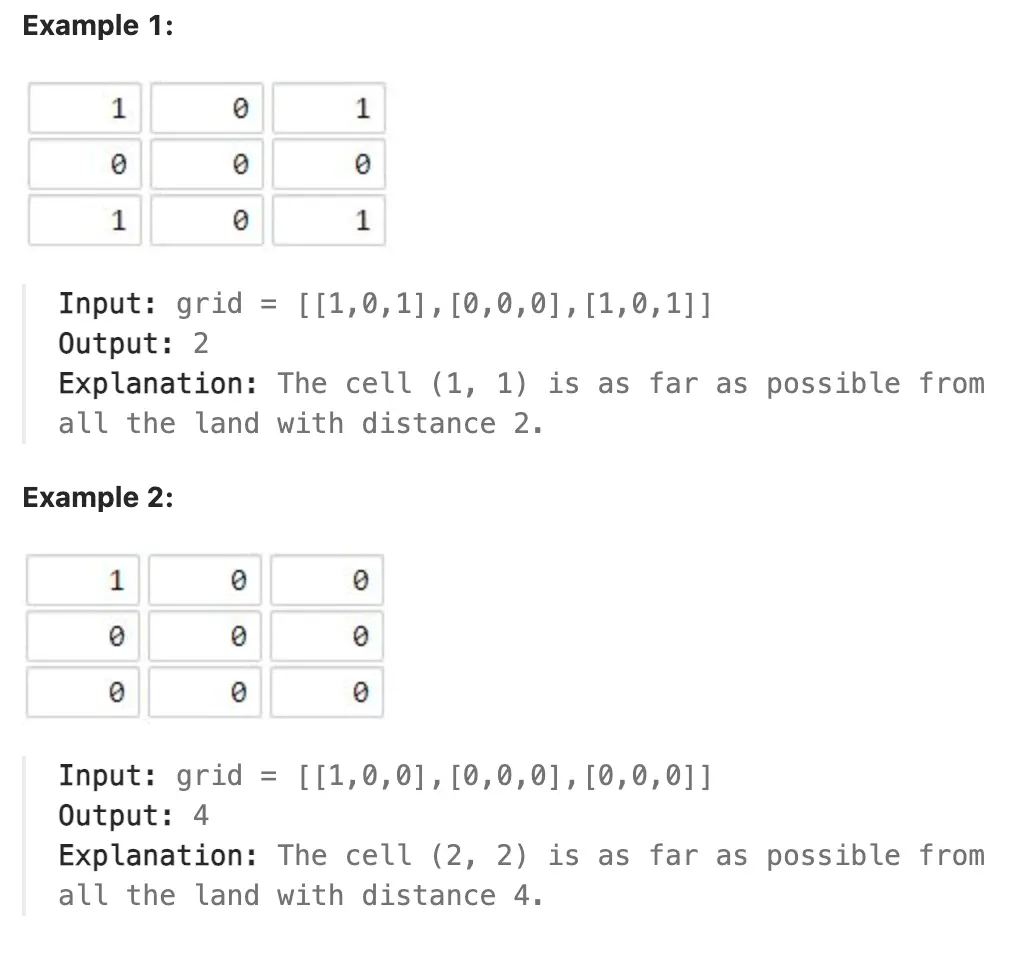 Example 1:
1 0 1
0 0 0
1 0 1
Input: grid = [[1,0,1],[0,0,0],[1,0,1]]
Output: 2
Explanation: The cell (1, 1) is as far as possible from
all the land with distance 2.
Example 2:
1 0 0
0 0 0
0 0 0
Input: grid = [[1,0,0],[0,0,0],[0,0,0]]
Output: 4
Explanation: The cell (2, 2) is as far as possible from
all the land with distance 4.